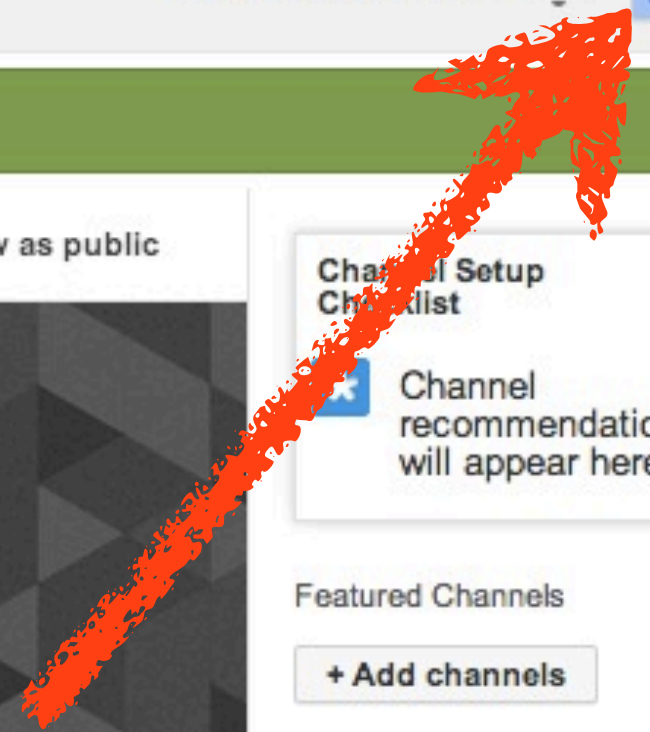 as public
Channel Setup
Checklist
Channel
recommendatio
will appear here
Featured Channels
+ Add channels